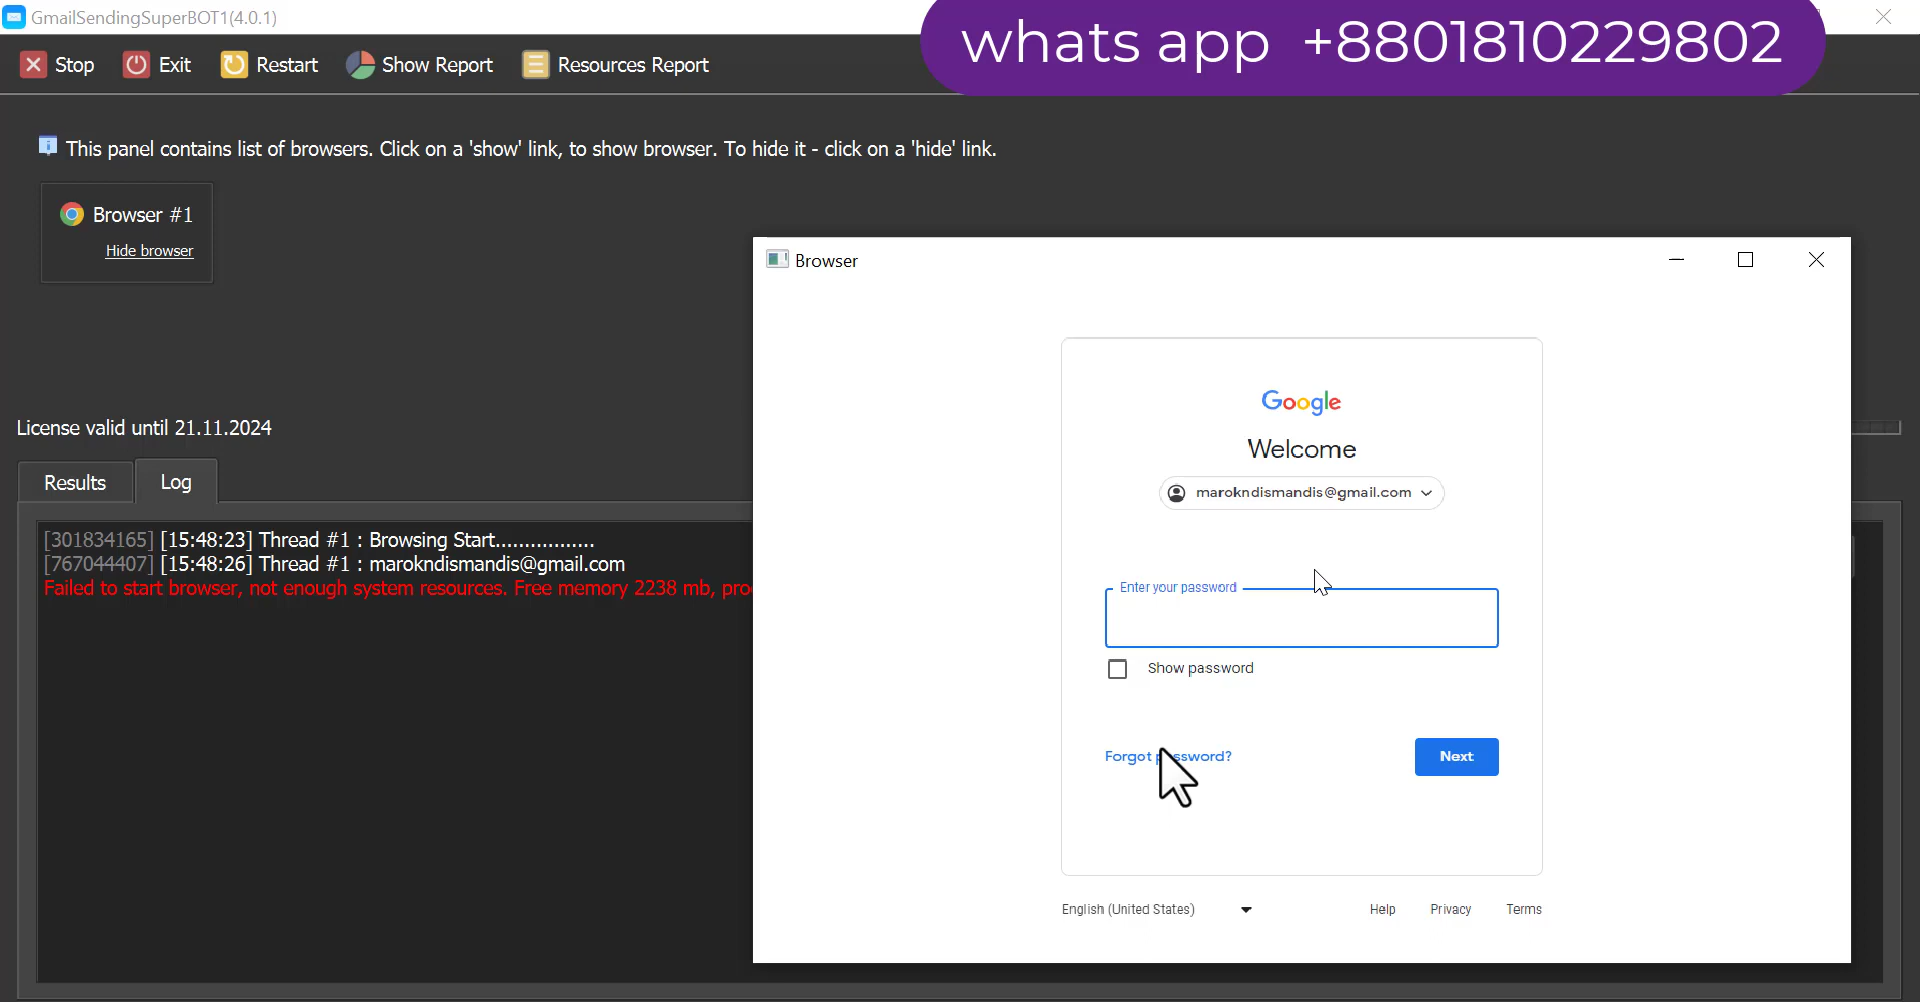 GmailSendingSuperBOT1(4.0.1)
whats app +8801810229802
Stop Exit Restart Show Report Resources Report
This panel contains list of browsers. Click on a 'show' link, to show browser. To hide it - click on a 'hide' link.
Browser #1
Hide browser
License valid until 21.11.2024
Results Log
[301834165] [15:48:23] Thread #1 : Browsing Start.................
[767044407] [15:48:26] Thread #1 : marokndismandis@gmail.com
Failed to start browser, not enough system resources. Free memory 2238 mb,
Browser
Google
Welcome
marokndismandis@gmail.com
Enter your password
Show password
Forgot password?
Next
English (United States)
Help Privacy Terms